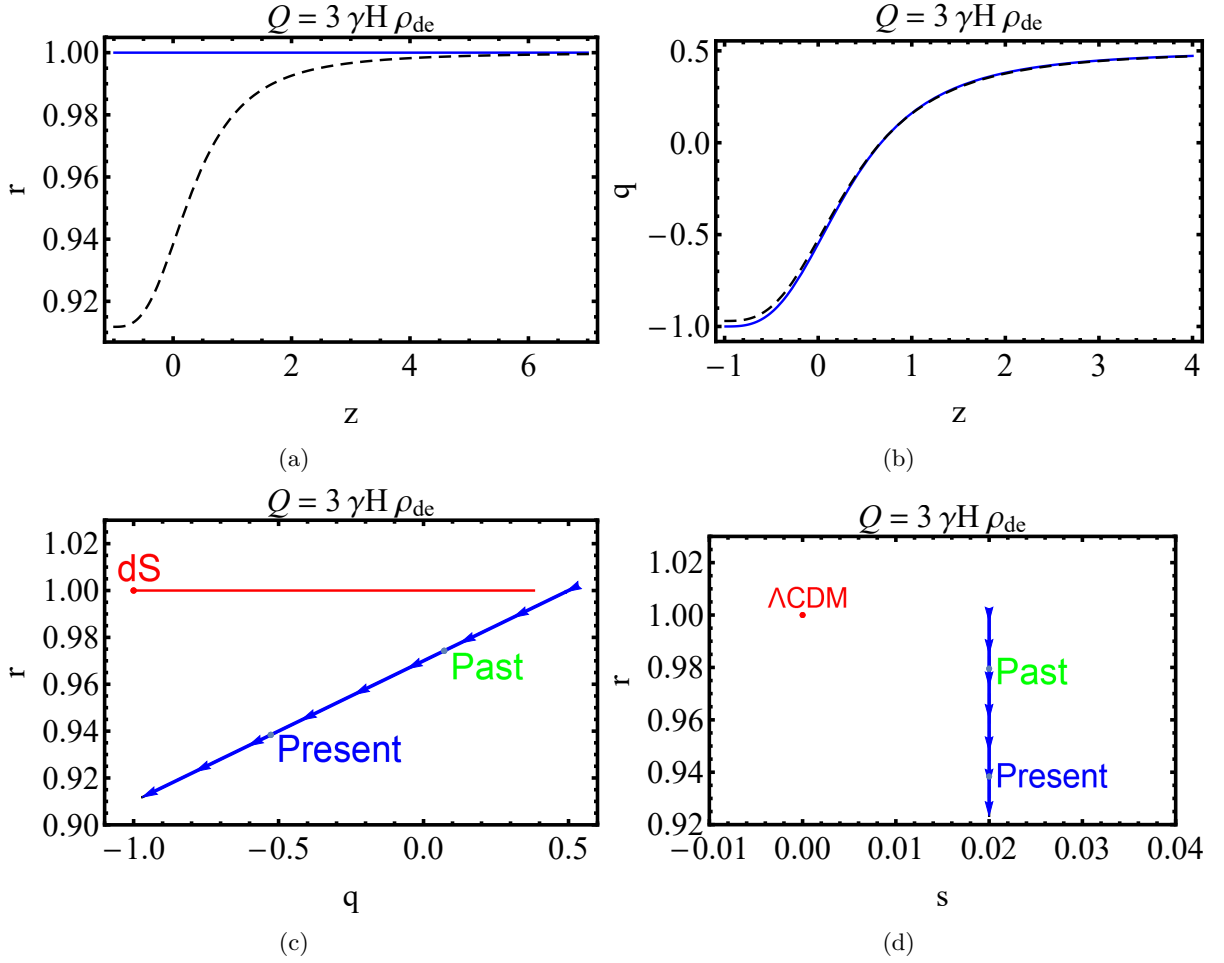 Q = 3 γH ρde
1.00
0.98
0.96
0.94
0.92
r
0 2 4 6
z
(a)
Q = 3 γH ρde
0.5
0.0
−0.5
−1.0
q
−1 0 1 2 3 4
z
(b)
Q = 3 γH ρde
1.02
1.00
0.98
0.96
0.94
0.92
0.90
r
dS
Past
Present
−1.0 −0.5 0.0 0.5
q
(c)
Q = 3 γH ρde
1.02
1.00
0.98
0.96
0.94
0.92
r
ΛCDM
Past
Present
−0.01 0.00 0.01 0.02 0.03 0.04
s
(d)